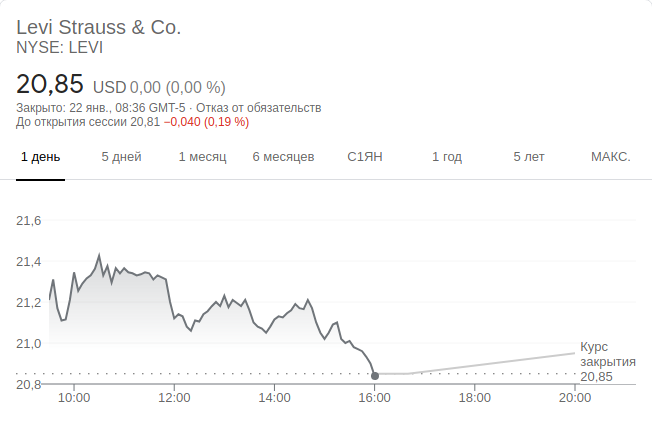 Levi Strauss & Co.
NYSE: LEVI
20,85 USD 0,00 (0,00 %)
Закрыто: 22 янв., 08:36 GMT-5 · Отказ от обязательств
До открытия сессии 20,81 −0,040 (0,19 %)
1 день 5 дней 1 месяц 6 месяцев С1ЯН 1 год 5 лет МАКС.
21,6
21,4
21,2
21,0
20,8
Курс
закрытия
20,85
10:00 12:00 14:00 16:00 18:00 20:00